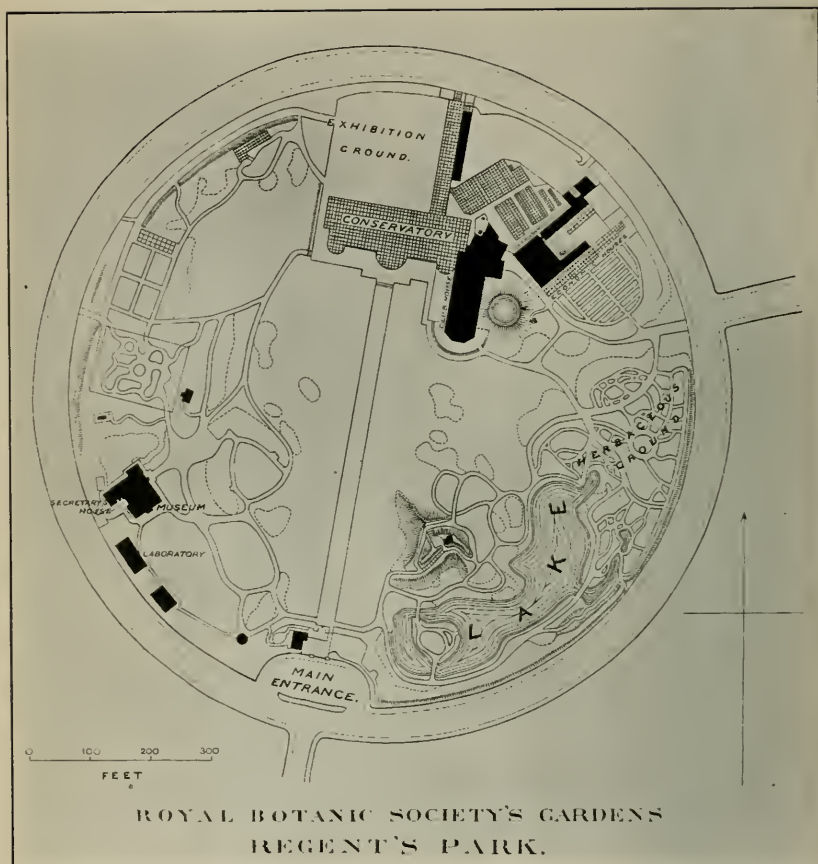 EXHIBITION
GROUND.
CONSERVATORY
HERBACEOUS
GROUND
SECRETARY'S
HOUSE
MUSEUM
LABORATORY
LAKE
MAIN
ENTRANCE.
0 100 200 300
FEET
ROYAL BOTANIC SOCIETY'S GARDENS
REGENT'S PARK.